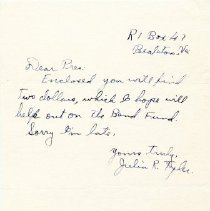 R1 Box 47
Dear Pres.
Enclosed you will find
two dollars, which I hope will
help out on the Band Fund.
Sorry I'm late.
Yours Truly,
Julia R.